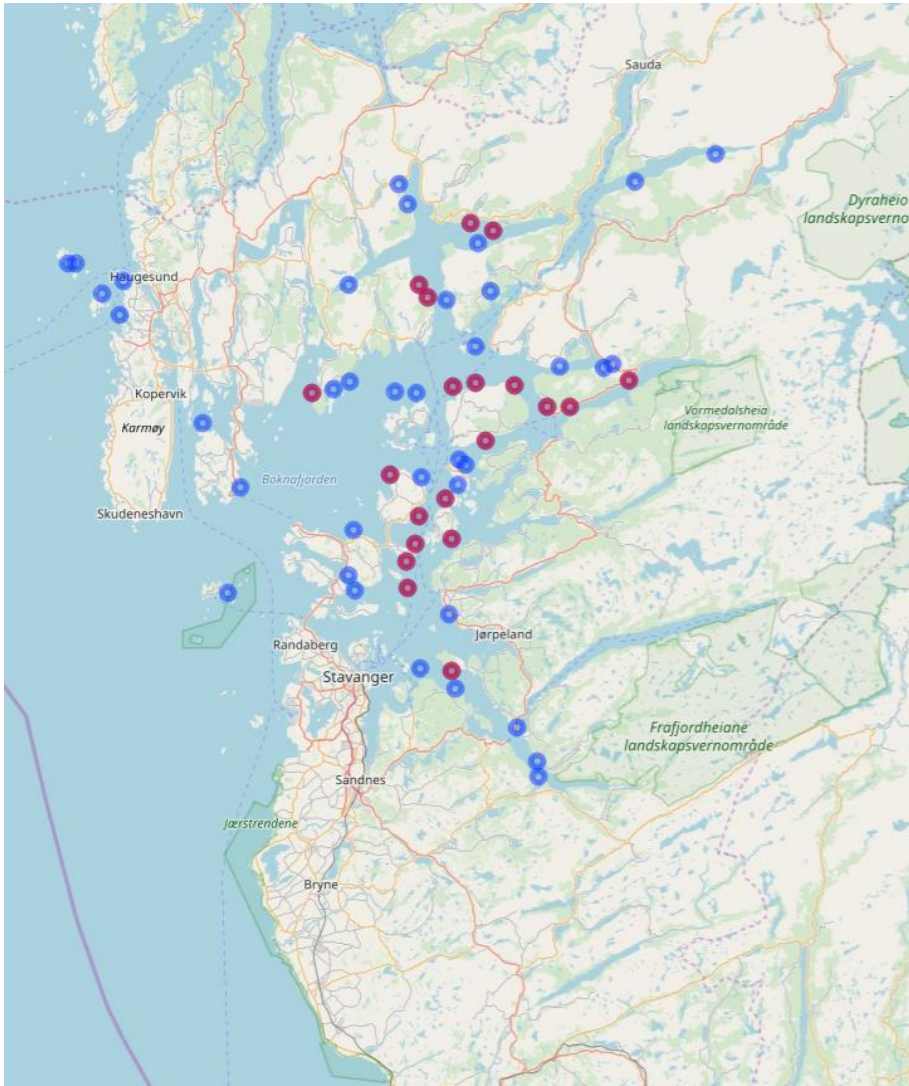 Sauda
Dyraheio
landskapsverno
Haugesund
Kopervik
Karmøy
Vormedalsheia
landskapsvernområde
Boknafjorden
Skudeneshavn
Jørpeland
Randaberg
Stavanger
Frafjordheiane
landskapsvernområde
Sandnes
Jærstrendene
Bryne